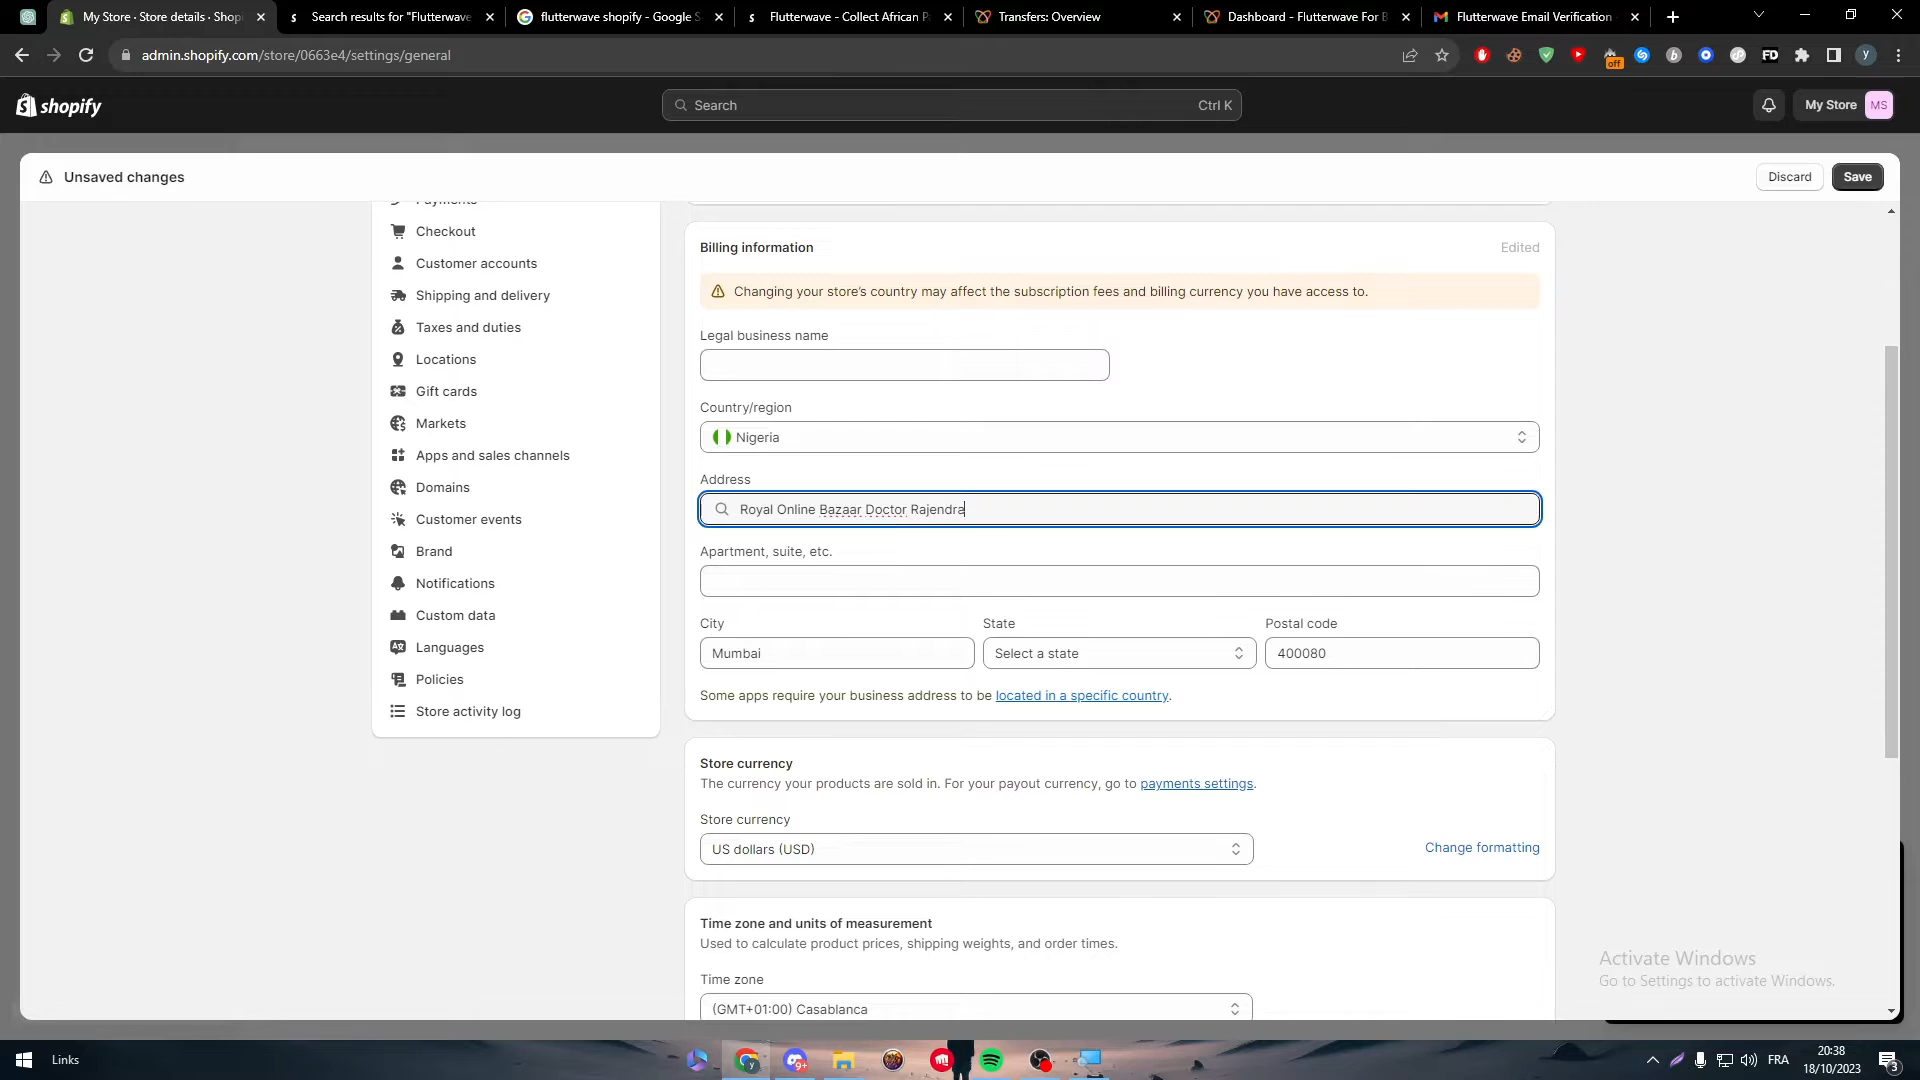 My Store · Store details · Shopi
Search results for "Flutterwave
flutterwave shopify - Google S
Flutterwave - Collect African P
Transfers: Overview
Dashboard - Flutterwave For B
Flutterwave Email Verification
admin.shopify.com/store/0663e4/settings/general
off
FD
y
shopify
Search
Ctrl K
My Store
MS
Unsaved changes
Discard
Save
Payments
Checkout
Customer accounts
Shipping and delivery
Taxes and duties
Locations
Gift cards
Markets
Apps and sales channels
Domains
Customer events
Brand
Notifications
Custom data
Languages
Policies
Store activity log
Billing information
Edited
Changing your store's country may affect the subscription fees and billing currency you have access to.
Legal business name
Country/region
Nigeria
Address
Royal Online Bazaar Doctor Rajendra
Apartment, suite, etc.
City
State
Postal code
Mumbai
Select a state
400080
Some apps require your business address to be located in a specific country.
Store currency
The currency your products are sold in. For your payout currency, go to payments settings.
Store currency
US dollars (USD)
Change formatting
Time zone and units of measurement
Used to calculate product prices, shipping weights, and order times.
Time zone
(GMT+01:00) Casablanca
Activate Windows
Go to Settings to activate Windows.
Links
9+
FRA
20:38
18/10/2023
3